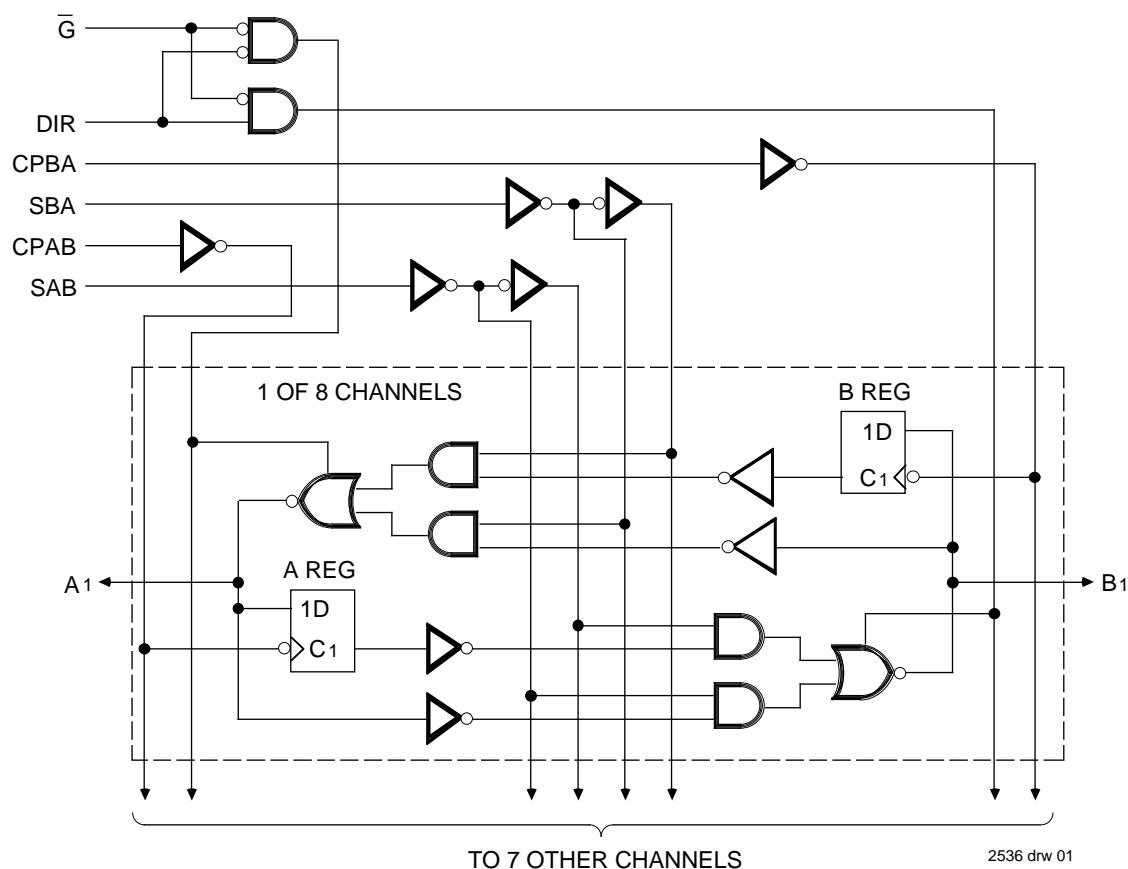 G̅
DIR
CPBA
SBA
CPAB
SAB
1 OF 8 CHANNELS
B REG
1D
C1
A REG
A1
B1
1D
C1
TO 7 OTHER CHANNELS
2536 drw 01